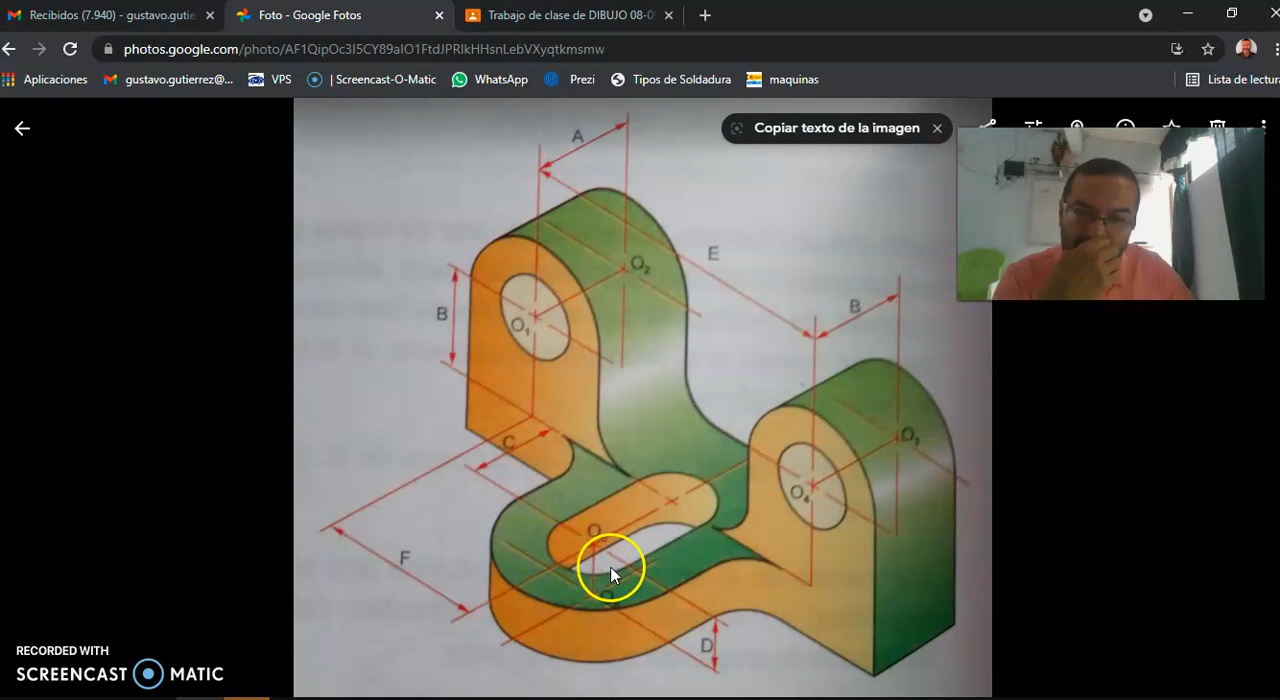 Recibidos (7.940) - gustavo.gutie
Foto - Google Fotos
Trabajo de clase de DIBUJO 08-0
photos.google.com/photo/AF1QipOc3I5CY89aIO1FtdJPRlkHHsnLebVXyqtkmsmw
Aplicaciones
gustavo.gutierrez@...
VPS
| Screencast-O-Matic
WhatsApp
Prezi
Tipos de Soldadura
maquinas
Lista de lectur
Copiar texto de la imagen
A
E
O₂
B
B
O₁
O₃
C
O₄
F
D
RECORDED WITH
SCREENCAST MATIC